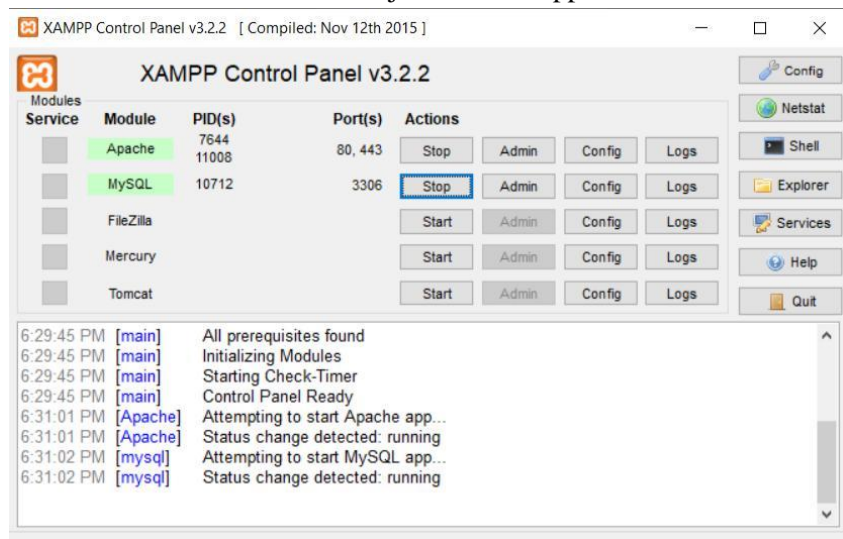 XAMPP Control Panel v3.2.2 [ Compiled: Nov 12th 2015 ]
XAMPP Control Panel v3.2.2
Config
Modules
Service Module PID(s) Port(s) Actions
Netstat
Apache 7644 11008 80, 443 Stop Admin Config Logs
Shell
MySQL 10712 3306 Stop Admin Config Logs
Explorer
FileZilla Start Admin Config Logs
Services
Mercury Start Admin Config Logs
Help
Tomcat Start Admin Config Logs
Quit
6:29:45 PM [main] All prerequisites found
6:29:45 PM [main] Initializing Modules
6:29:45 PM [main] Starting Check-Timer
6:29:45 PM [main] Control Panel Ready
6:31:01 PM [Apache] Attempting to start Apache app...
6:31:01 PM [Apache] Status change detected: running
6:31:02 PM [mysql] Attempting to start MySQL app...
6:31:02 PM [mysql] Status change detected: running